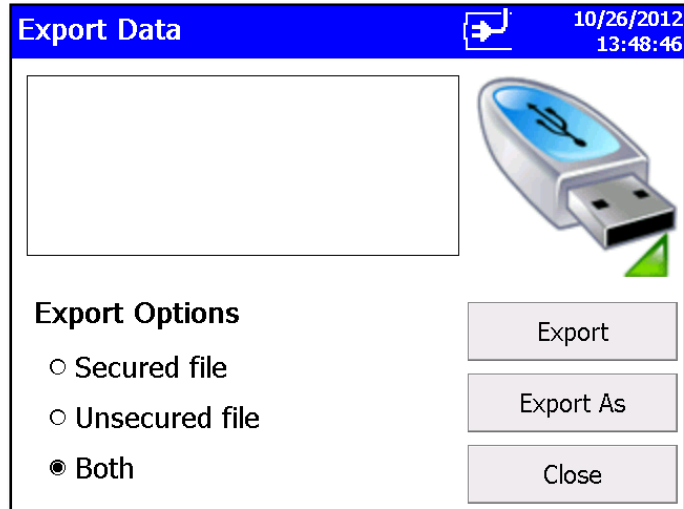 Export Data
10/26/2012
13:48:46
Export Options
Secured file
Unsecured file
Both
Export
Export As
Close